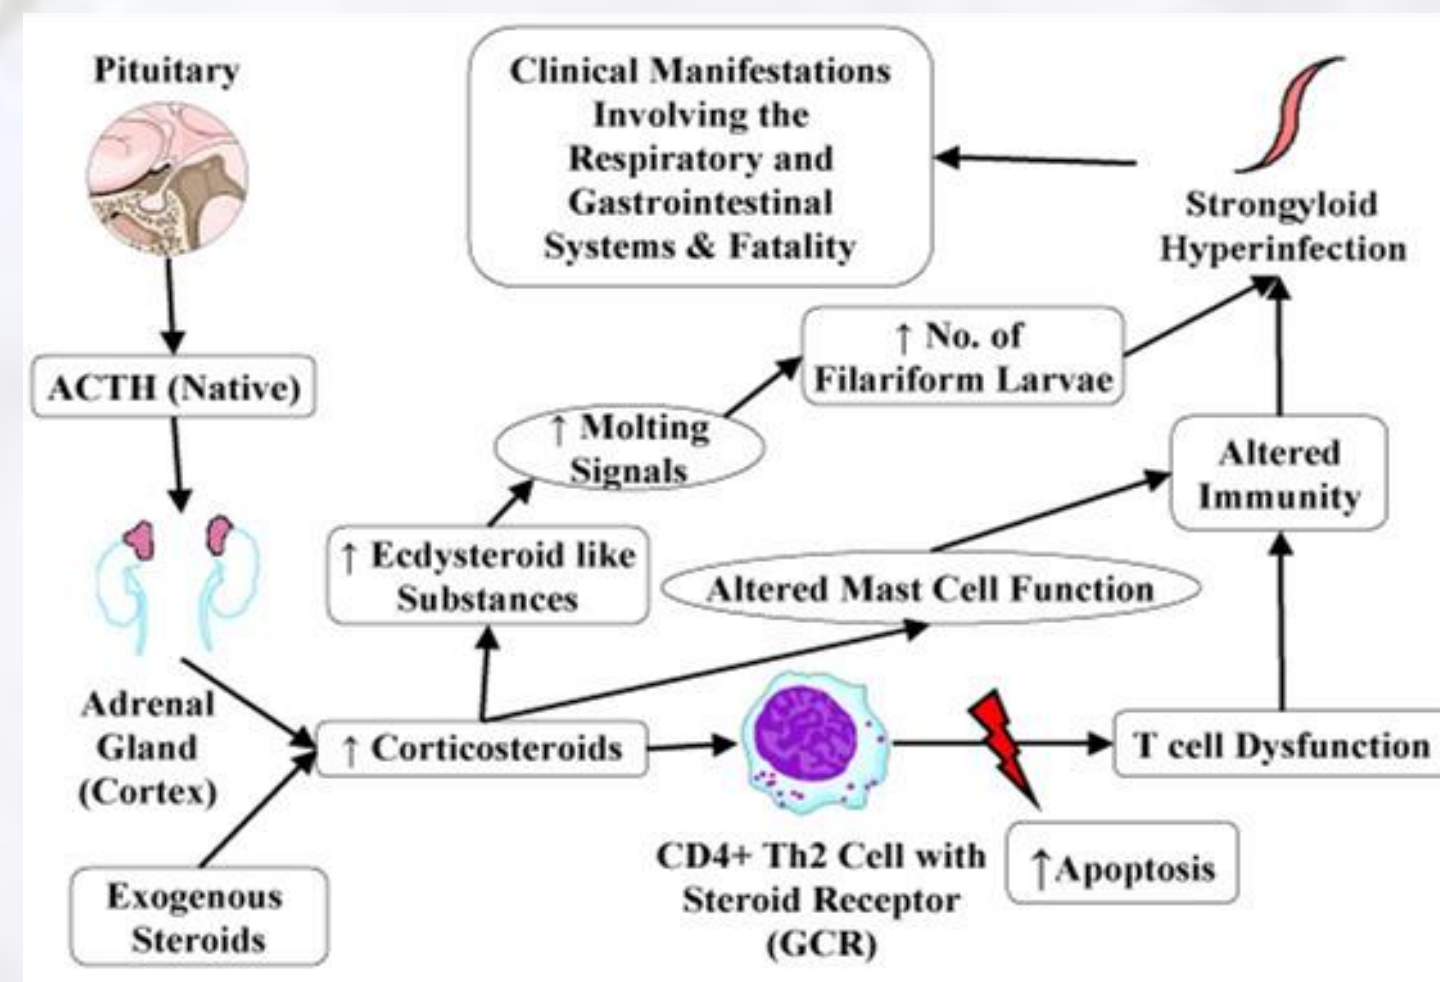 Pituitary
Clinical Manifestations
Involving the
Respiratory and
Gastrointestinal
Systems & Fatality
Strongyloid
Hyperinfection
↑ No. of
Filariform Larvae
ACTH (Native)
↑ Molting
Signals
Altered
Immunity
↑ Ecdysteroid like
Substances
Altered Mast Cell Function
Adrenal
Gland
(Cortex)
↑ Corticosteroids
T cell Dysfunction
CD4+ Th2 Cell with
Steroid Receptor
(GCR)
↑Apoptosis
Exogenous
Steroids